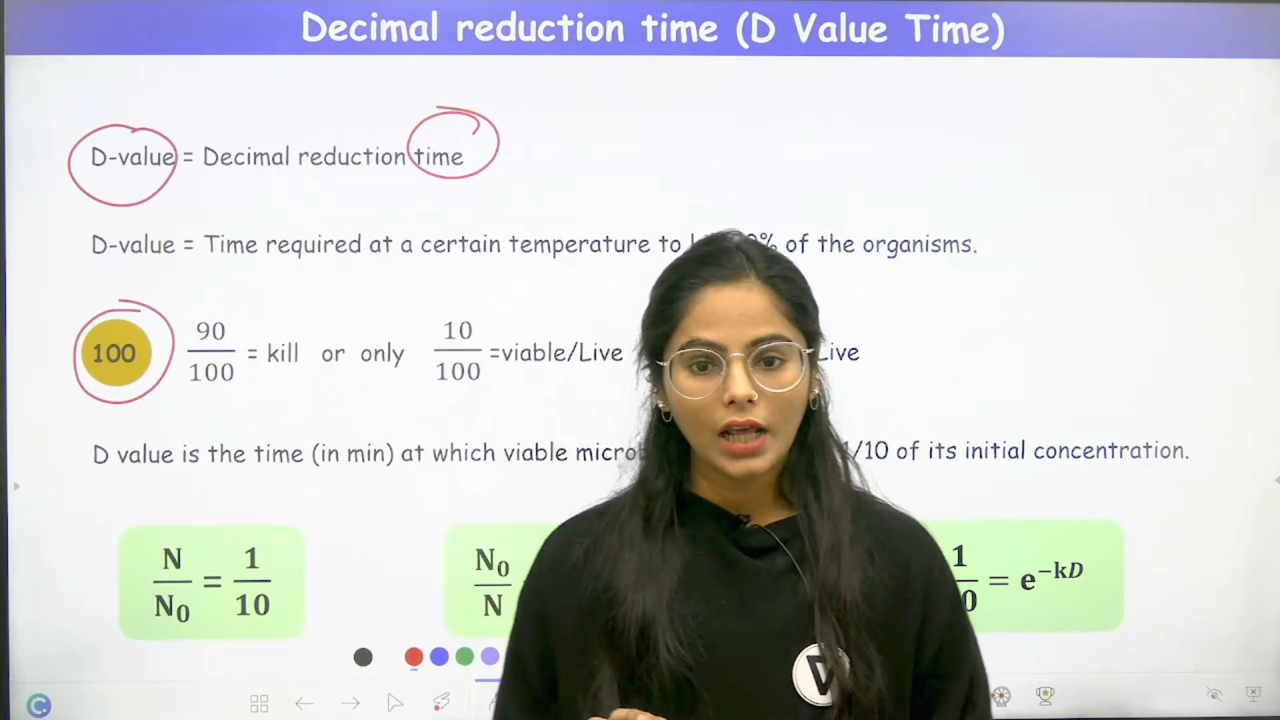 Decimal reduction time (D Value Time)
D-value = Decimal reduction time
D-value = Time required at a certain temperature to % of the organisms.
100 90/100 = kill or only 10/100 =viable/Live Live
D value is the time (in min) at which viable 1/10 of its initial concentration.
N/N₀ = 1/10
N₀/N
1 = e^−kD